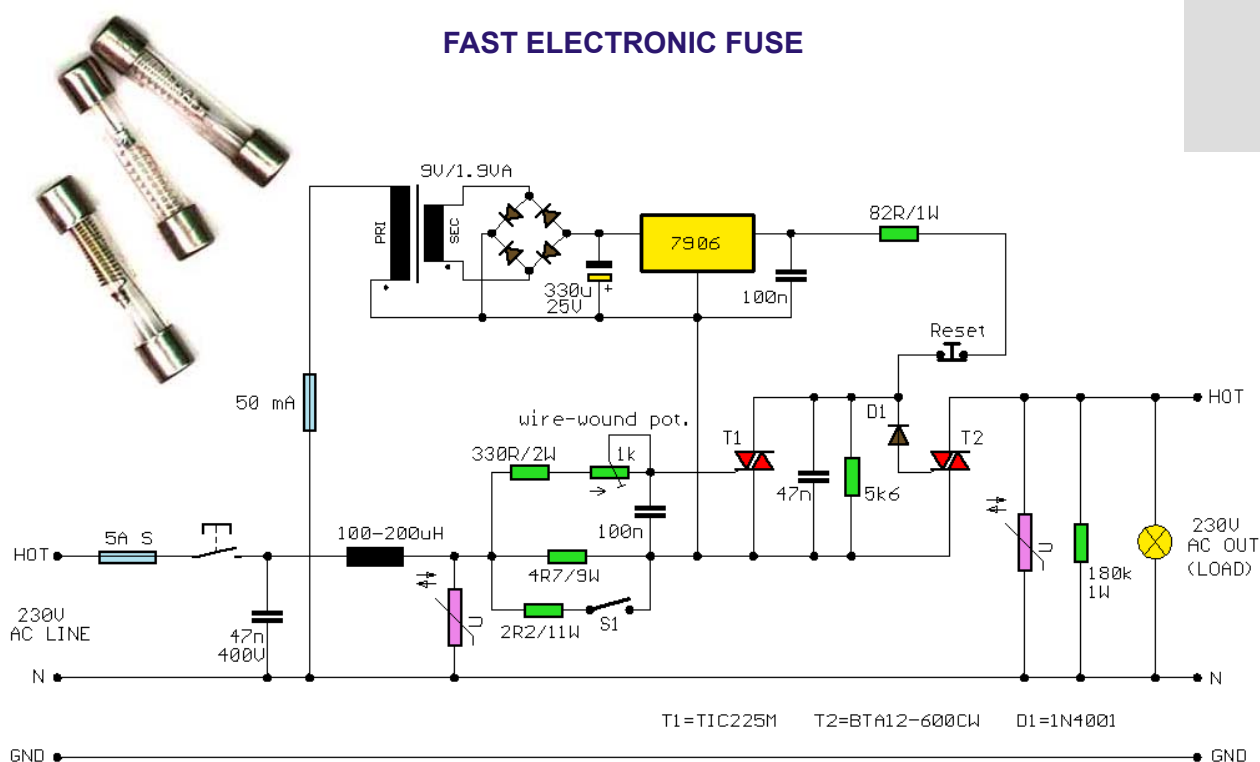 FAST ELECTRONIC FUSE
9V/1.9VA
PRI
SEC
7906
82R/1W
330u
25V
+
100n
Reset
50 mA
wire-wound pot.
330R/2W
1k
T1
D1
T2
47n
5k6
100n
5A S
100-200uH
HOT
HOT
4R7/9W
2R2/11W
S1
U
U
180k
1W
230V
AC OUT
(LOAD)
230V
AC LINE
47n
400V
N
N
T1=TIC225M T2=BTA12-600CW D1=1N4001
GND
GND